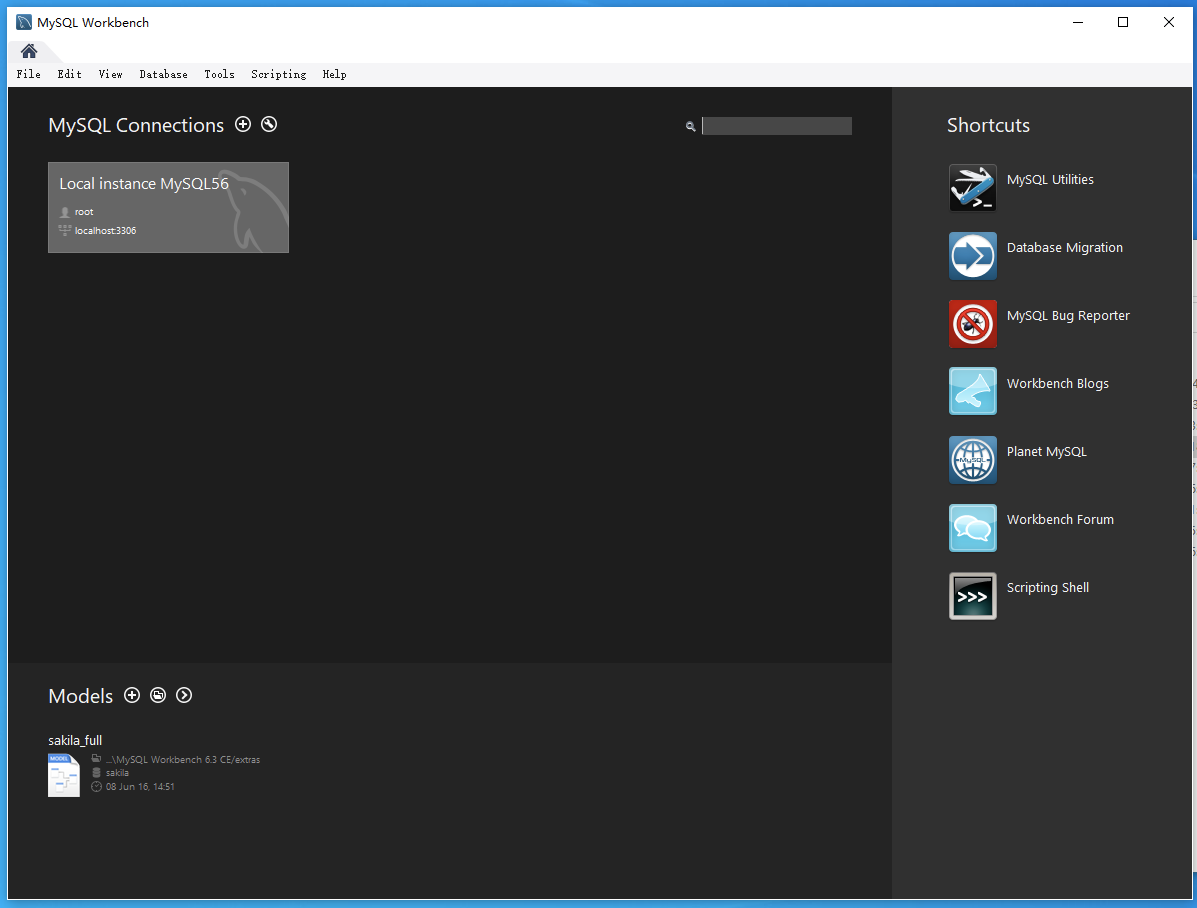 MySQL Workbench
File Edit View Database Tools Scripting Help
MySQL Connections
Local instance MySQL56
root
localhost:3306
Shortcuts
MySQL Utilities
Database Migration
MySQL Bug Reporter
Workbench Blogs
Planet MySQL
Workbench Forum
>>>
Scripting Shell
Models
sakila_full
MODEL
...\MySQL Workbench 6.3 CE/extras
sakila
08 Jun 16, 14:51